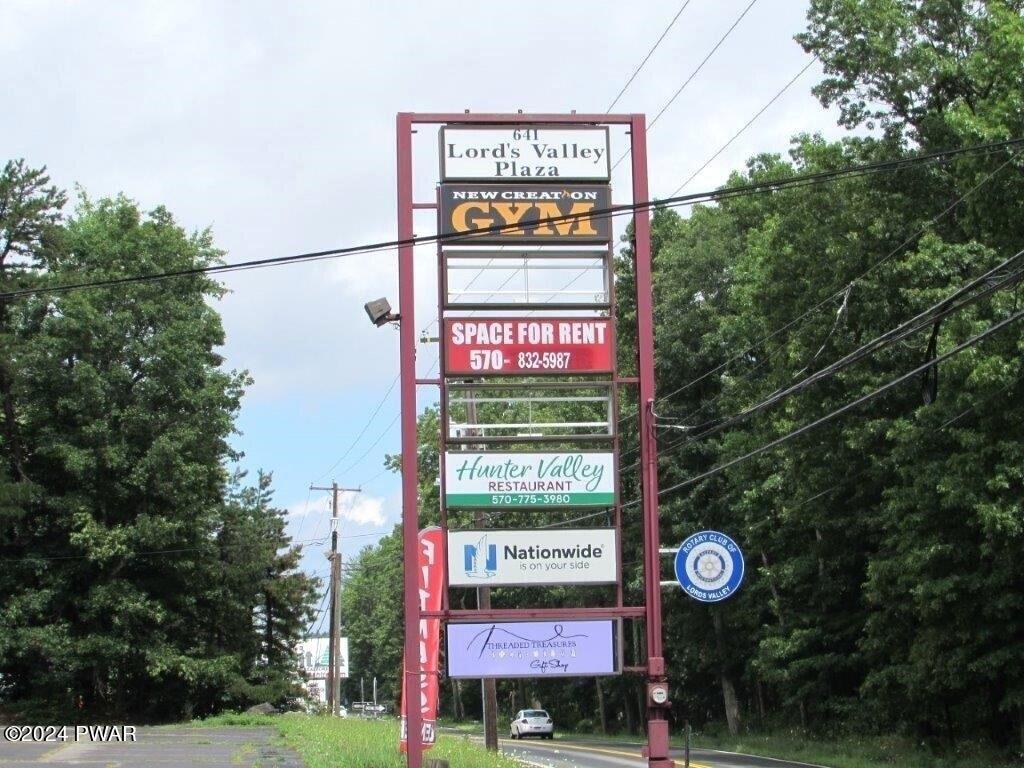 641
Lord's Valley
Plaza
NEW CREATION
GYM
SPACE FOR RENT
570- 832-5987
Hunter Valley
RESTAURANT
570-775-3980
Nationwide®
is on your side
ROTARY CLUB OF
LORDS VALLEY
THREADED TREASURES
Gift Shop
FITNESS
©2024 PWAR